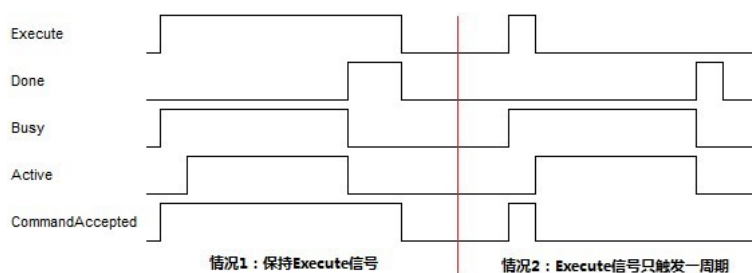 Execute
Done
Busy
Active
CommandAccepted
情况1：保持Execute信号
情况2：Execute信号只触发一周期